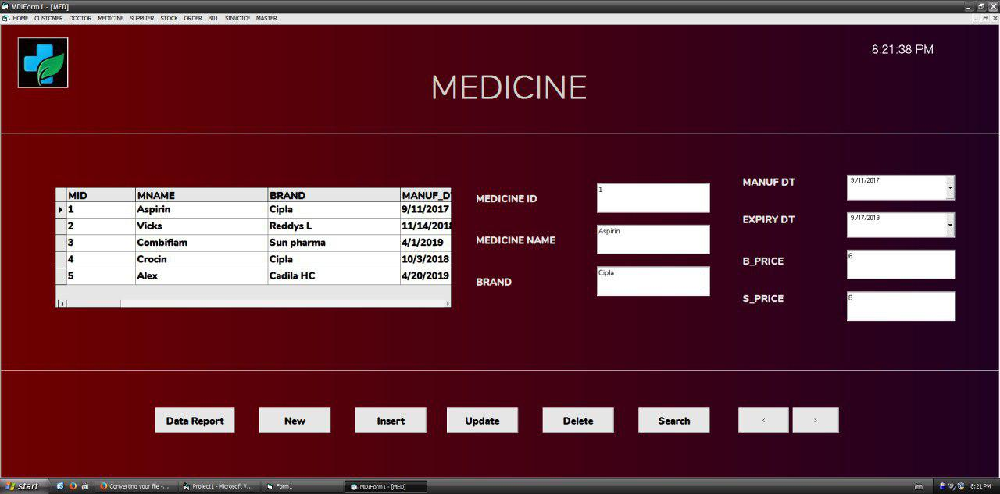 MDIForm1 - [MED]
HOME CUSTOMER DOCTOR MEDICINE SUPPLIER STOCK ORDER BILL SINVOICE MASTER
8:21:38 PM
MEDICINE
MID MNAME BRAND MANUF_D
1 Aspirin Cipla 9/11/2017
2 Vicks Reddys L 11/14/2018
3 Combiflam Sun pharma 4/1/2019
4 Crocin Cipla 10/3/2018
5 Alex Cadila HC 4/20/2019
MEDICINE ID 1
MEDICINE NAME Aspirin
BRAND Cipla
MANUF DT 9 /11/2017
EXPIRY DT 9 /17/2019
B_PRICE 6
S_PRICE 8
Data Report New Insert Update Delete Search < >
start Converting your file -... Project1 - Microsoft V... Form1 MDIForm1 - [MED] 8:21 PM